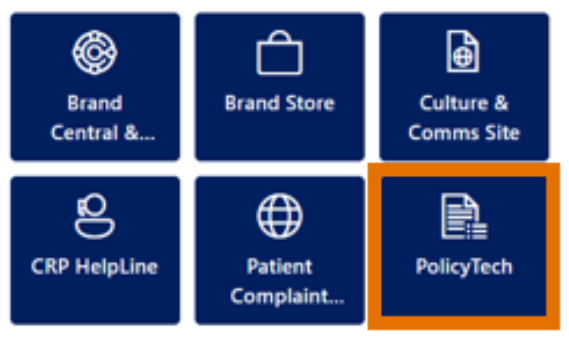 Brand
Central &...
Brand Store
Culture &
Comms Site
CRP HelpLine
Patient
Complaint...
PolicyTech